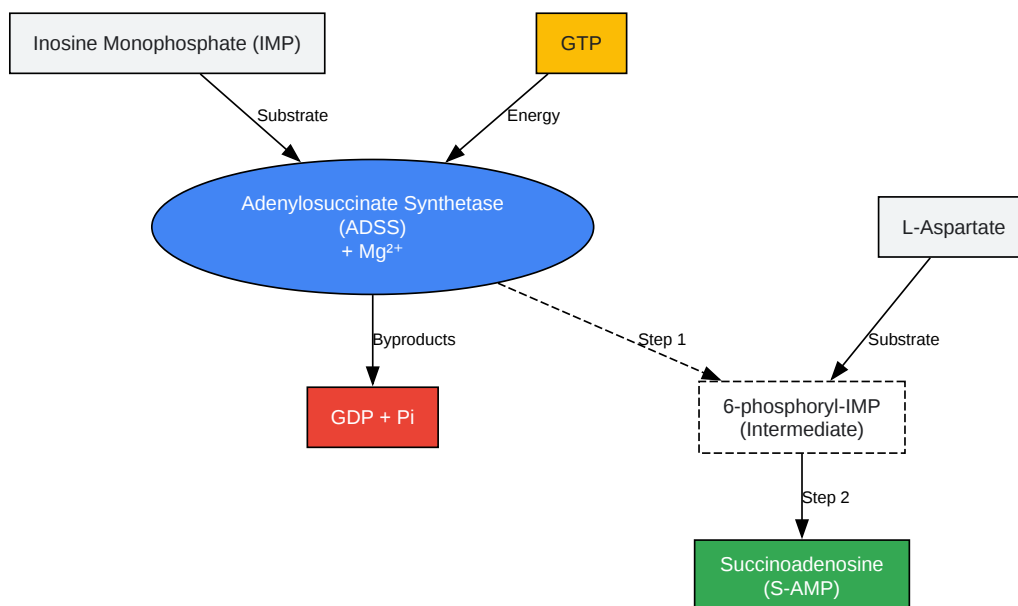 Inosine Monophosphate (IMP)
GTP
Substrate
Energy
Adenylosuccinate Synthetase
(ADSS)
+ Mg²⁺
L-Aspartate
Byproducts
Step 1
Substrate
GDP + Pi
6-phosphoryl-IMP
(Intermediate)
Step 2
Succinoadenosine
(S-AMP)